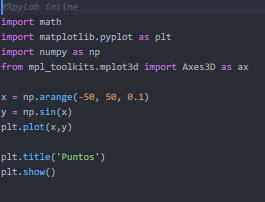 #%pylab inline
import math
import matplotlib.pyplot as plt
import numpy as np
from mpl_toolkits.mplot3d import Axes3D as ax
x = np.arange(-50, 50, 0.1)
y = np.sin(x)
plt.plot(x,y)
plt.title('Puntos')
plt.show()